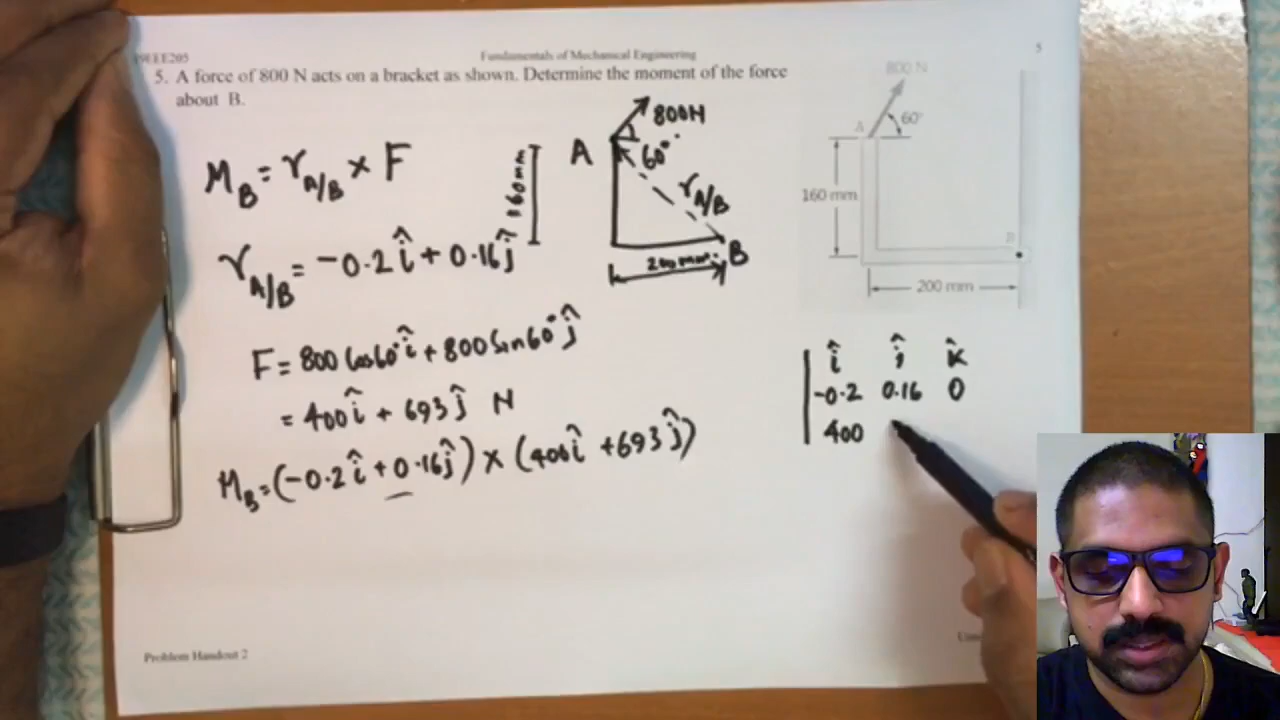 19EEE205 Fundamentals of Mechanical Engineering 5
5. A force of 800 N acts on a bracket as shown. Determine the moment of the force
about B.
800 N
60°
A
160 mm
B
200 mm
800N
A
60°
160mm
r_A/B
B
200mm
M_B = r_A/B × F
r_A/B = -0.2î + 0.16ĵ
F = 800 Cos60° î + 800 Sin60° ĵ
= 400î + 693ĵ N
M_B = (-0.2î + 0.16ĵ) × (400î + 693ĵ)
î ĵ k̂
-0.2 0.16 0
400
Problem Handout 2